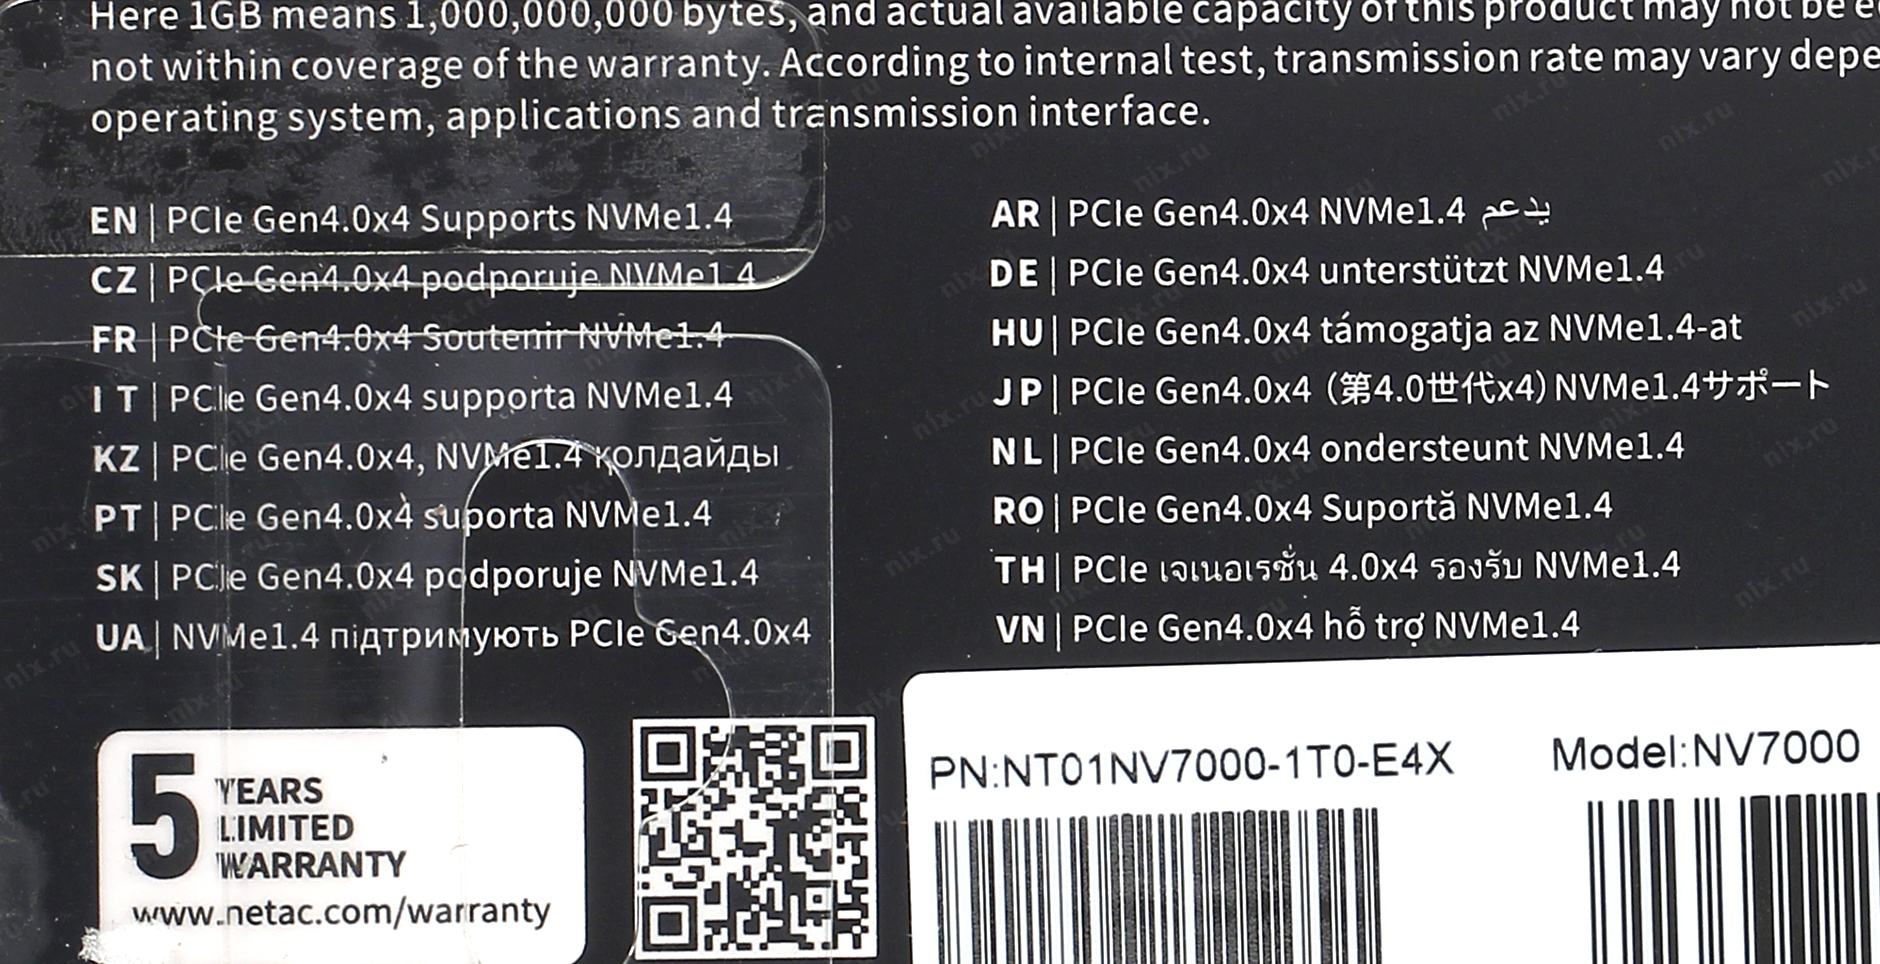 Here 1GB means 1,000,000,000 bytes, and actual available capacity of this product may not be
not within coverage of the warranty. According to internal test, transmission rate may vary
operating system, applications and transmission interface.
EN | PCIe Gen4.0x4 Supports NVMe1.4
CZ | PCIe Gen4.0x4 podporuje NVMe1.4
FR | PCIe Gen4.0x4 Soutenir NVMe1.4
IT | PCIe Gen4.0x4 supporta NVMe1.4
KZ | PCIe Gen4.0x4, NVMe1.4 қолдайды
PT | PCIe Gen4.0x4 suporta NVMe1.4
SK | PCIe Gen4.0x4 podporuje NVMe1.4
UA | NVMe1.4 підтримують PCIe Gen4.0x4
AR | PCIe Gen4.0x4 NVMe1.4 يدعم
DE | PCIe Gen4.0x4 unterstützt NVMe1.4
HU | PCIe Gen4.0x4 támogatja az NVMe1.4-at
JP | PCIe Gen4.0x4（第4.0世代x4）NVMe1.4サポート
NL | PCIe Gen4.0x4 ondersteunt NVMe1.4
RO | PCIe Gen4.0x4 Suportă NVMe1.4
TH | PCIe เจเนอเรชั่น 4.0x4 รองรับ NVMe1.4
VN | PCIe Gen4.0x4 hỗ trợ NVMe1.4
5 YEARS
LIMITED
WARRANTY
www.netac.com/warranty
PN:NT01NV7000-1T0-E4X
Model:NV7000
nix.ru